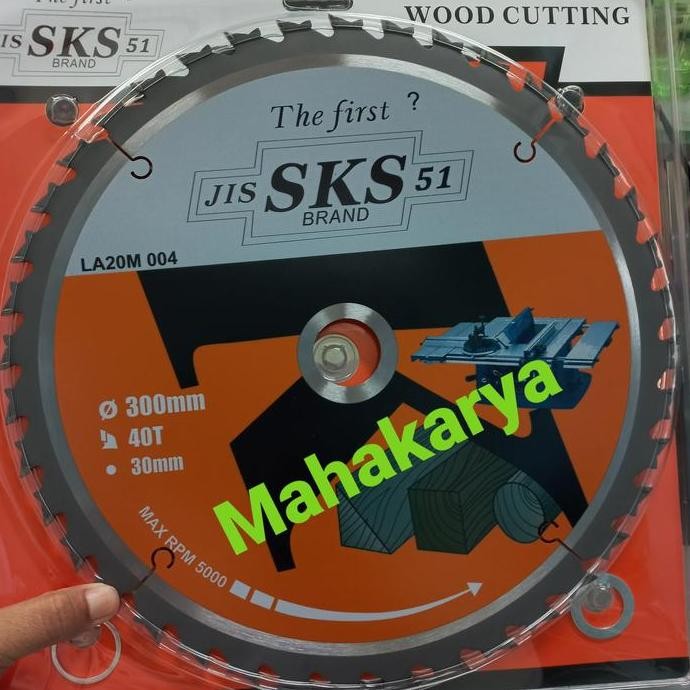 The first
WOOD CUTTING
JIS SKS 51
BRAND
The first ?
JIS SKS 51
BRAND
LA20M 004
Ø 300mm
40T
30mm
Mahakarya
MAX RPM 5000